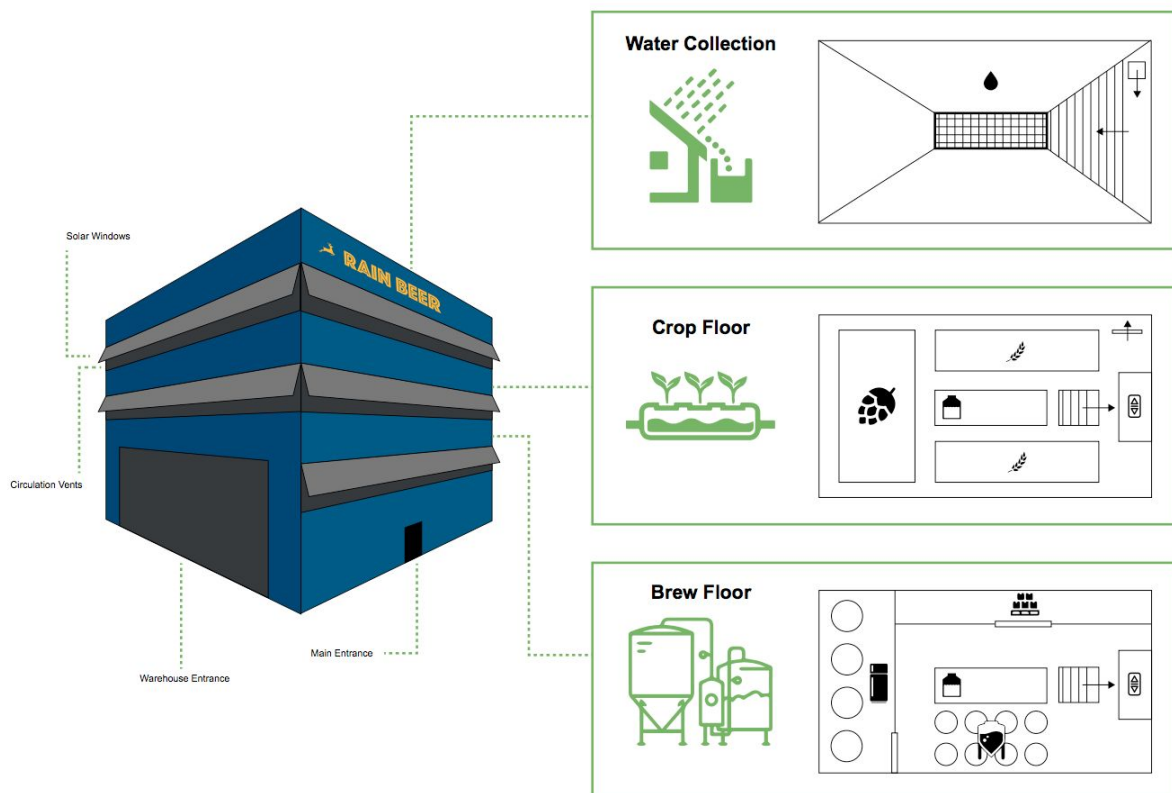 Water Collection
Solar Windows
RAIN BEER
Crop Floor
Circulation Vents
Brew Floor
Main Entrance
Warehouse Entrance